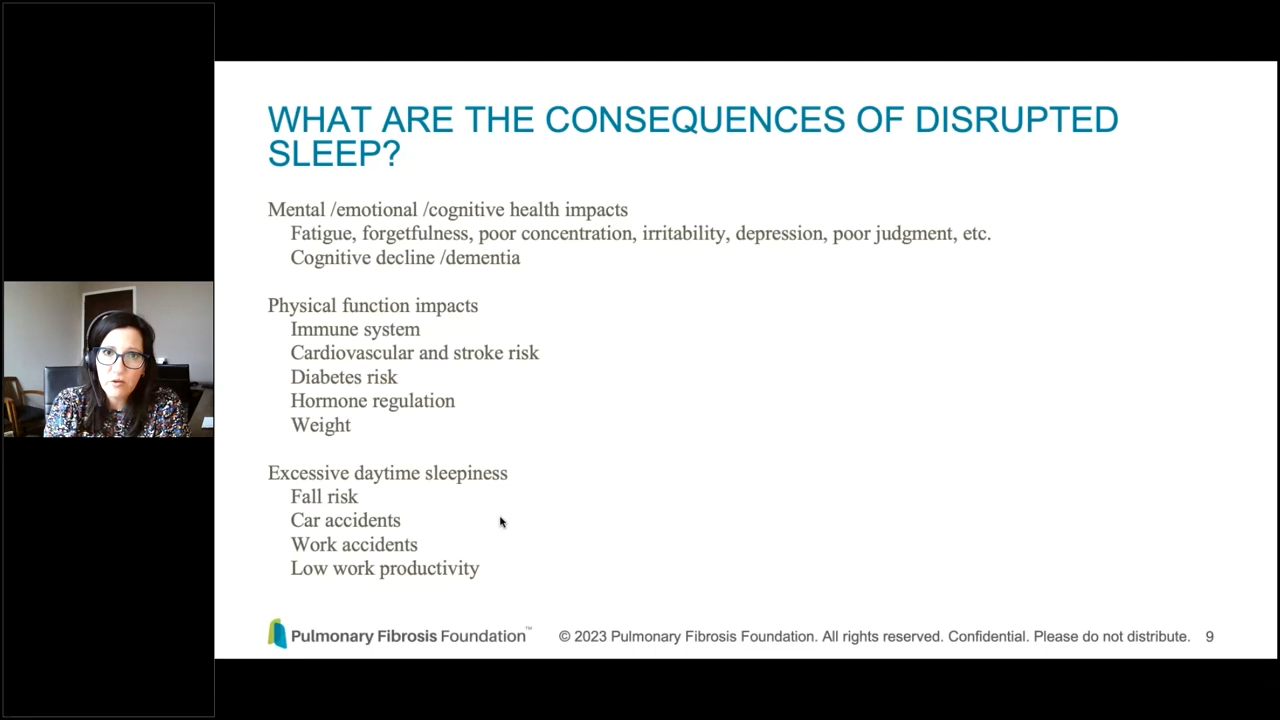 WHAT ARE THE CONSEQUENCES OF DISRUPTED
SLEEP?
Mental /emotional /cognitive health impacts
Fatigue, forgetfulness, poor concentration, irritability, depression, poor judgment, etc.
Cognitive decline /dementia
Physical function impacts
Immune system
Cardiovascular and stroke risk
Diabetes risk
Hormone regulation
Weight
Excessive daytime sleepiness
Fall risk
Car accidents
Work accidents
Low work productivity
Pulmonary Fibrosis Foundation™ © 2023 Pulmonary Fibrosis Foundation. All rights reserved. Confidential. Please do not distribute. 9